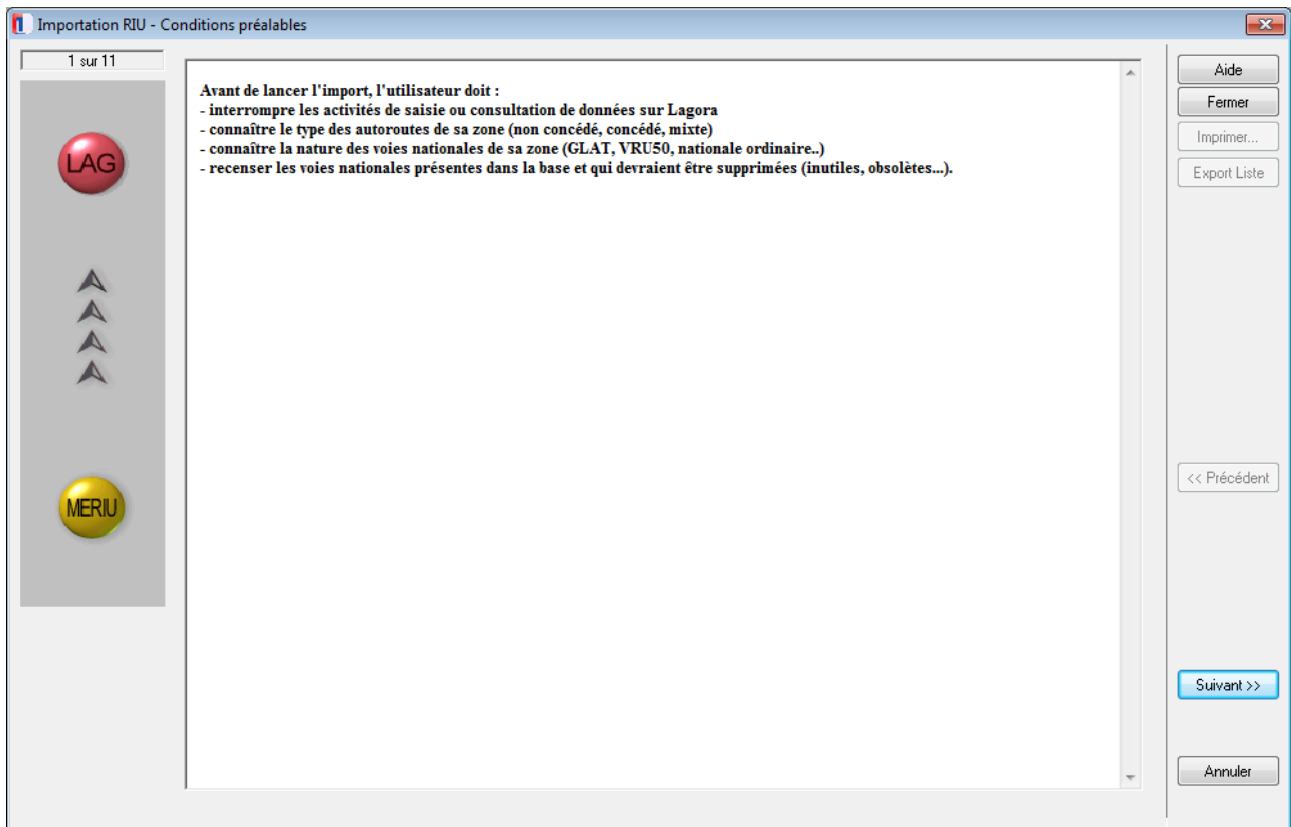 Importation RIU - Conditions préalables
1 sur 11
LAG
MERIU
Avant de lancer l'import, l'utilisateur doit :
- interrompre les activités de saisie ou consultation de données sur Lagora
- connaître le type des autoroutes de sa zone (non concédé, concédé, mixte)
- connaître la nature des voies nationales de sa zone (GLAT, VRU50, nationale ordinaire..)
- recenser les voies nationales présentes dans la base et qui devraient être supprimées (inutiles, obsolètes...).
Aide
Fermer
Imprimer...
Export Liste
<< Précédent
Suivant >>
Annuler